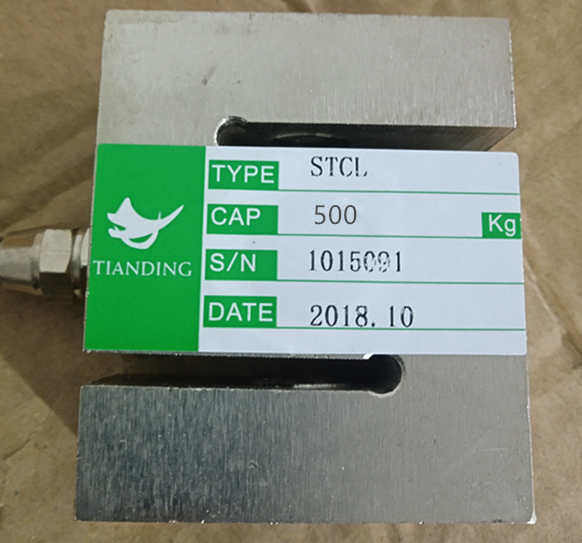 TYPE STCL
CAP 500 Kg
TIANDING
S/N 1015091
DATE 2018.10